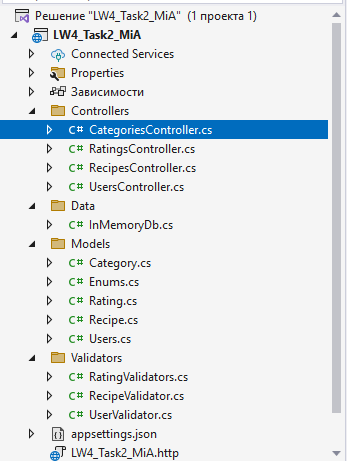 Решение "LW4_Task2_MiA" (1 проекта 1)
LW4_Task2_MiA
Connected Services
Properties
Зависимости
Controllers
C# CategoriesController.cs
C# RatingsController.cs
C# RecipesController.cs
C# UsersController.cs
Data
C# InMemoryDb.cs
Models
C# Category.cs
C# Enums.cs
C# Rating.cs
C# Recipe.cs
C# Users.cs
Validators
C# RatingValidators.cs
C# RecipeValidator.cs
C# UserValidator.cs
appsettings.json
LW4_Task2_MiA.http